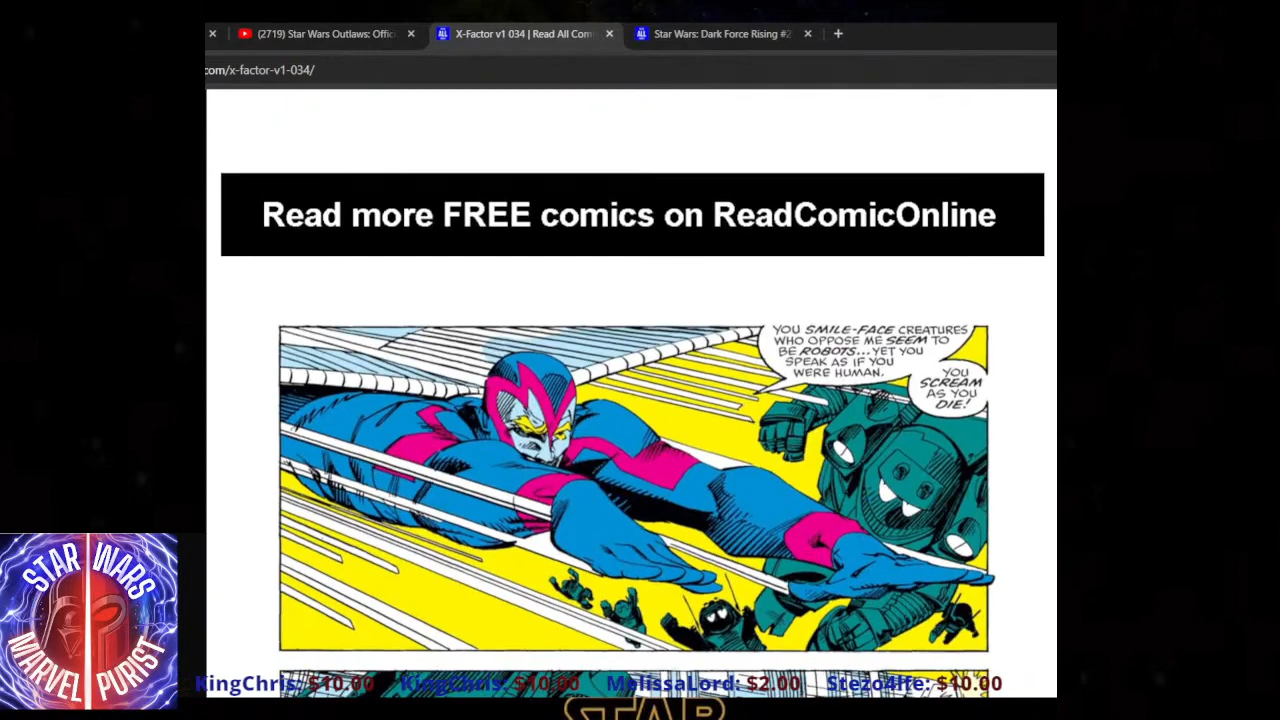 (2719) Star Wars Outlaws: Offici
X-Factor v1 034 | Read All Com
Star Wars: Dark Force Rising #2
com/x-factor-v1-034/
Read more FREE comics on ReadComicOnline
YOU SMILE-FACE CREATURES
WHO OPPOSE ME SEEM TO
BE ROBOTS...YET YOU
SPEAK AS IF YOU
WERE HUMAN.
YOU
SCREAM
AS YOU
DIE!
STAR WARS
MARVEL PURIST
KingChris: $10.00 KingChris: $10.00 MelissaLord: $2.00 Stezo4lfe: $10.00
STAR